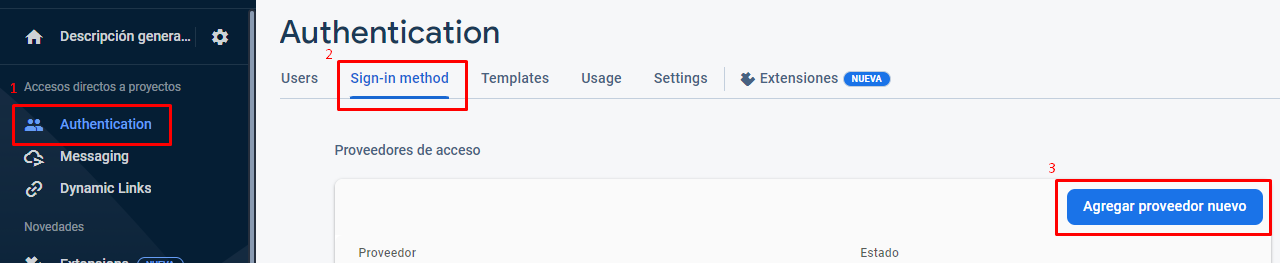 Descripción genera...
Accesos directos a proyectos
1
Authentication
Messaging
Dynamic Links
Novedades
Extensions NUEVA
Authentication
2
Users Sign-in method Templates Usage Settings Extensiones NUEVA
Proveedores de acceso
3
Agregar proveedor nuevo
Proveedor Estado